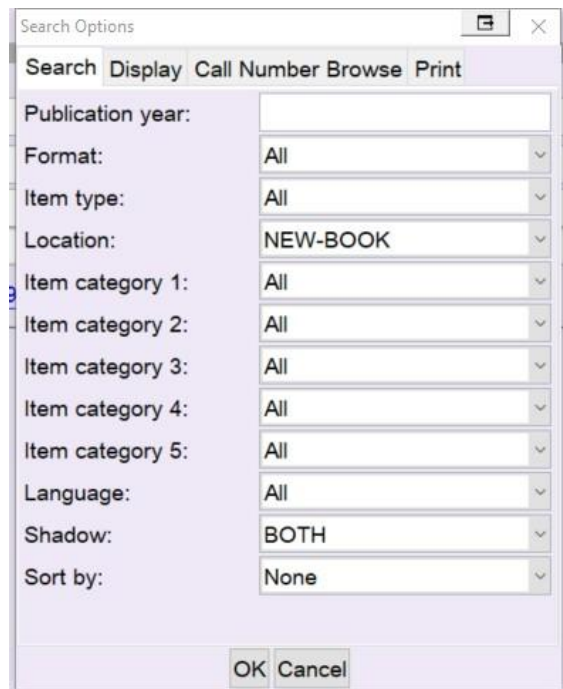 Search Options
Search Display Call Number Browse Print
Publication year:
Format: All
Item type: All
Location: NEW-BOOK
Item category 1: All
Item category 2: All
Item category 3: All
Item category 4: All
Item category 5: All
Language: All
Shadow: BOTH
Sort by: None
OK Cancel